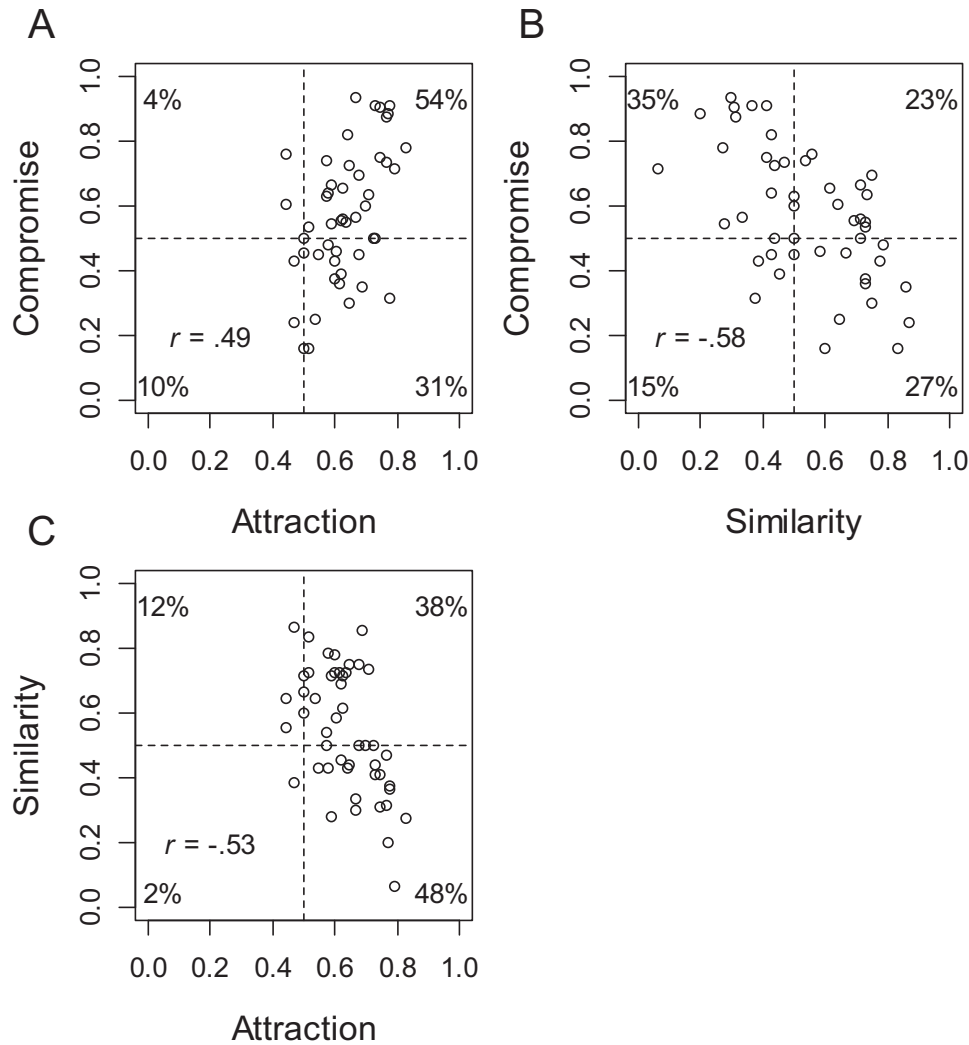 A
Compromise
1.0
0.8
0.6
0.4
0.2
0.0
4%
54%
r = .49
10%
31%
0.0 0.2 0.4 0.6 0.8 1.0
Attraction
B
Compromise
1.0
0.8
0.6
0.4
0.2
0.0
35%
23%
r = -.58
15%
27%
0.0 0.2 0.4 0.6 0.8 1.0
Similarity
C
Similarity
1.0
0.8
0.6
0.4
0.2
0.0
12%
38%
r = -.53
2%
48%
0.0 0.2 0.4 0.6 0.8 1.0
Attraction